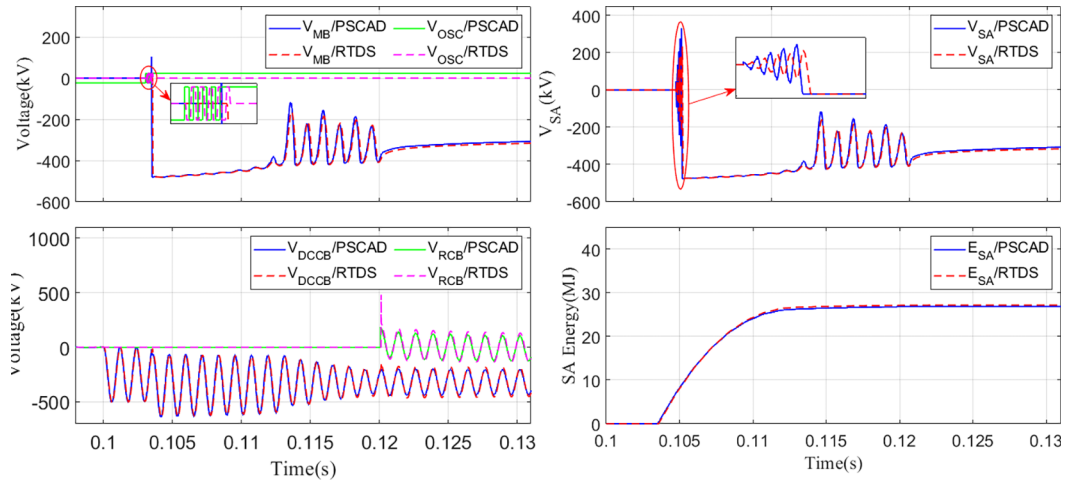 V_MB/PSCAD V_OSC/PSCAD
V_MB/RTDS V_OSC/RTDS
Voltage(kV)
200
0
-200
-400
-600
V_SA/PSCAD
V_SA/RTDS
V_SA(kV)
400
200
0
-200
-400
-600
V_DCCB/PSCAD V_RCB/PSCAD
V_DCCB/RTDS V_RCB/RTDS
Voltage(kV)
1000
500
0
-500
0.1 0.105 0.11 0.115 0.12 0.125 0.13
Time(s)
E_SA/PSCAD
E_SA/RTDS
SA Energy(MJ)
40
30
20
10
0
0.1 0.105 0.11 0.115 0.12 0.125 0.13
Time(s)